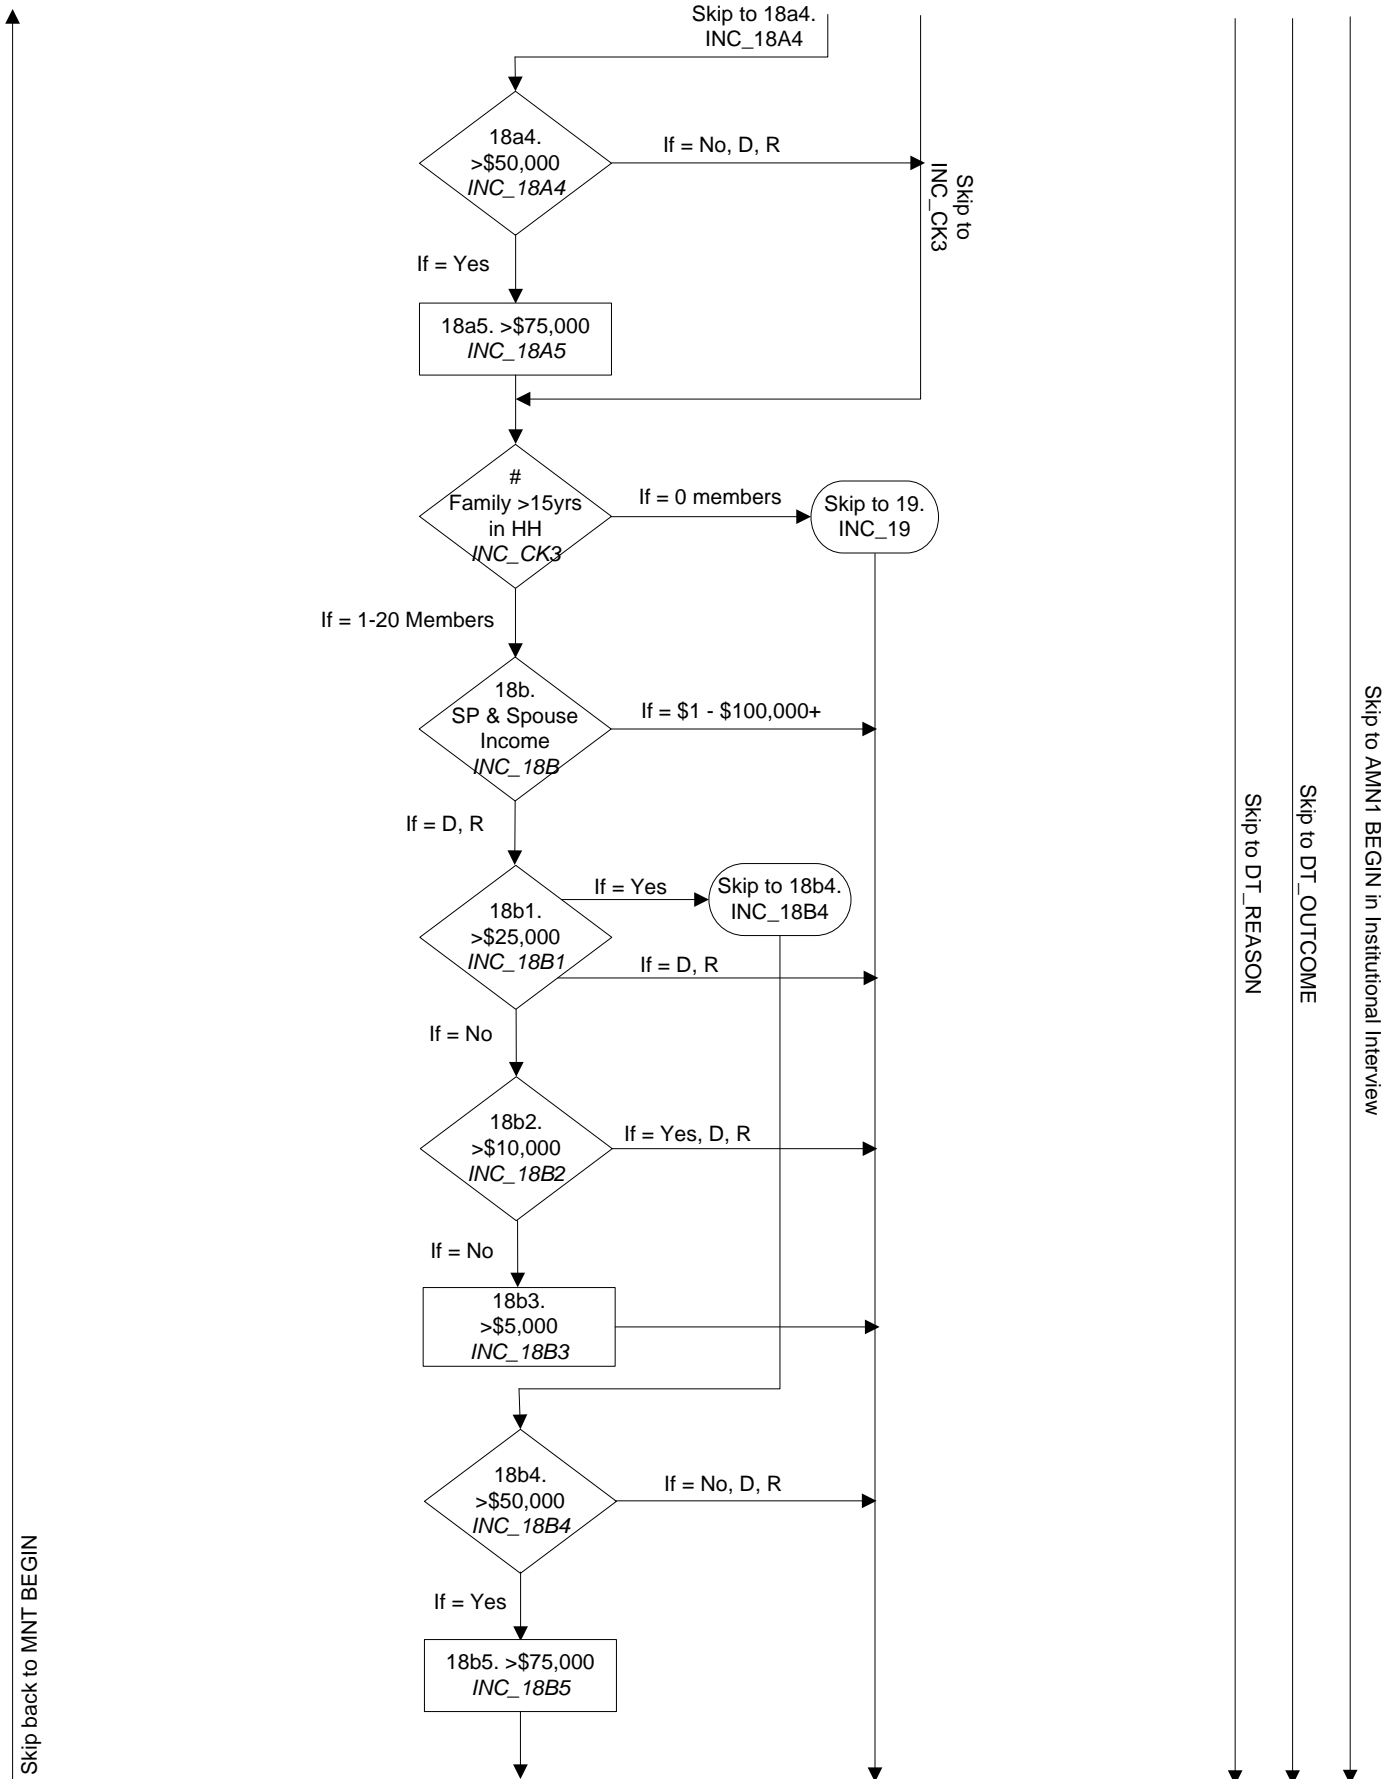 Skip to 18a4.
INC_18A4
18a4.
>$50,000
INC_18A4
If = No, D, R
Skip to
INC_CK3
If = Yes
18a5. >$75,000
INC_18A5
#
Family >15yrs
in HH
INC_CK3
If = 0 members
Skip to 19.
INC_19
If = 1-20 Members
18b.
SP & Spouse
Income
INC_18B
If = $1 - $100,000+
If = D, R
18b1.
>$25,000
INC_18B1
If = Yes
Skip to 18b4.
INC_18B4
If = D, R
If = No
18b2.
>$10,000
INC_18B2
If = Yes, D, R
If = No
18b3.
>$5,000
INC_18B3
18b4.
>$50,000
INC_18B4
If = No, D, R
If = Yes
18b5. >$75,000
INC_18B5
Skip back to MNT BEGIN
Skip to DT_REASON
Skip to DT_OUTCOME
Skip to AMN1 BEGIN in Institutional Interview